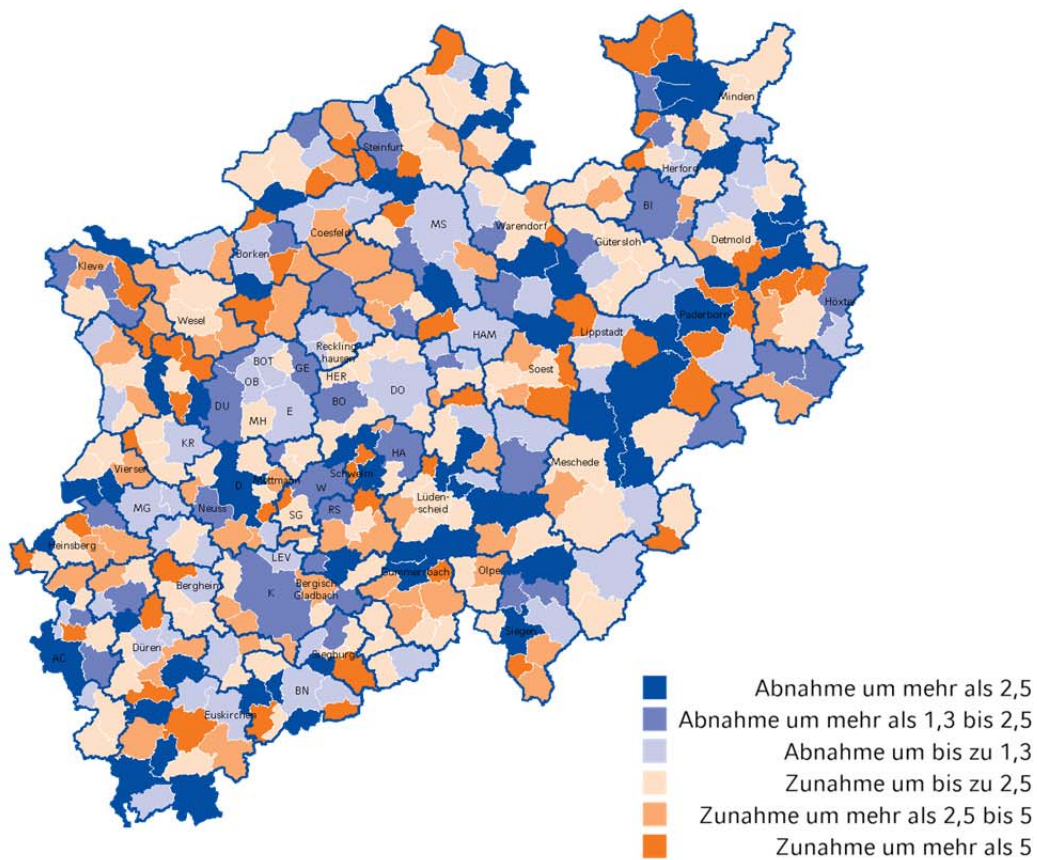 Minden
Steinfurt
Herford
BI
MS
Warendorf
Coesfeld
Gütersloh
Detmold
Borken
Kleve
Höxter
Wesel
Paderborn
Lippstadt
HAM
Reckling
hausen
BOT
GE
HER
Soest
OB
DO
BO
DU
E
MH
KR
HA
Meschede
Viersen
Schwelm
Mettmann
W
D
Lüden-
scheid
MG
Neuss
SG
RS
Heinsberg
LEV
Gummersbach
Olpe
Bergheim
Bergisch
Gladbach
K
Siegen
Düren
Siegburg
AC
BN
Euskirchen
Abnahme um mehr als 2,5
Abnahme um mehr als 1,3 bis 2,5
Abnahme um bis zu 1,3
Zunahme um bis zu 2,5
Zunahme um mehr als 2,5 bis 5
Zunahme um mehr als 5